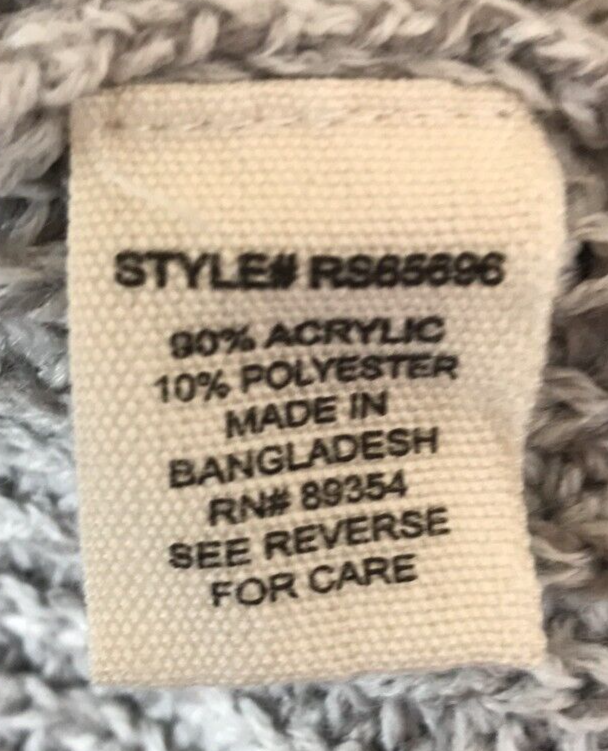 STYLE# RS65696
90% ACRYLIC
10% POLYESTER
MADE IN
BANGLADESH
RN# 89354
SEE REVERSE
FOR CARE